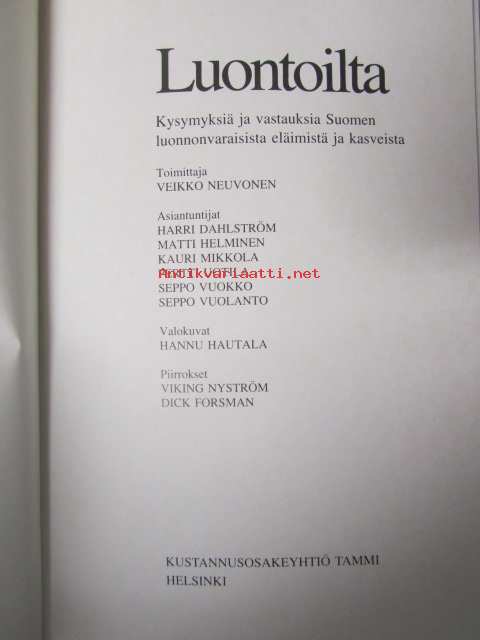 Luontoilta
Kysymyksiä ja vastauksia Suomen
luonnonvaraisista eläimistä ja kasveista
Toimittaja
VEIKKO NEUVONEN
Asiantuntijat
HARRI DAHLSTRÖM
MATTI HELMINEN
KAURI MIKKOLA
Antikvariaatti.net
SEPPO VUOKKO
SEPPO VUOLANTO
Valokuvat
HANNU HAUTALA
Piirrokset
VIKING NYSTRÖM
DICK FORSMAN
KUSTANNUSOSAKEYHTIÖ TAMMI
HELSINKI